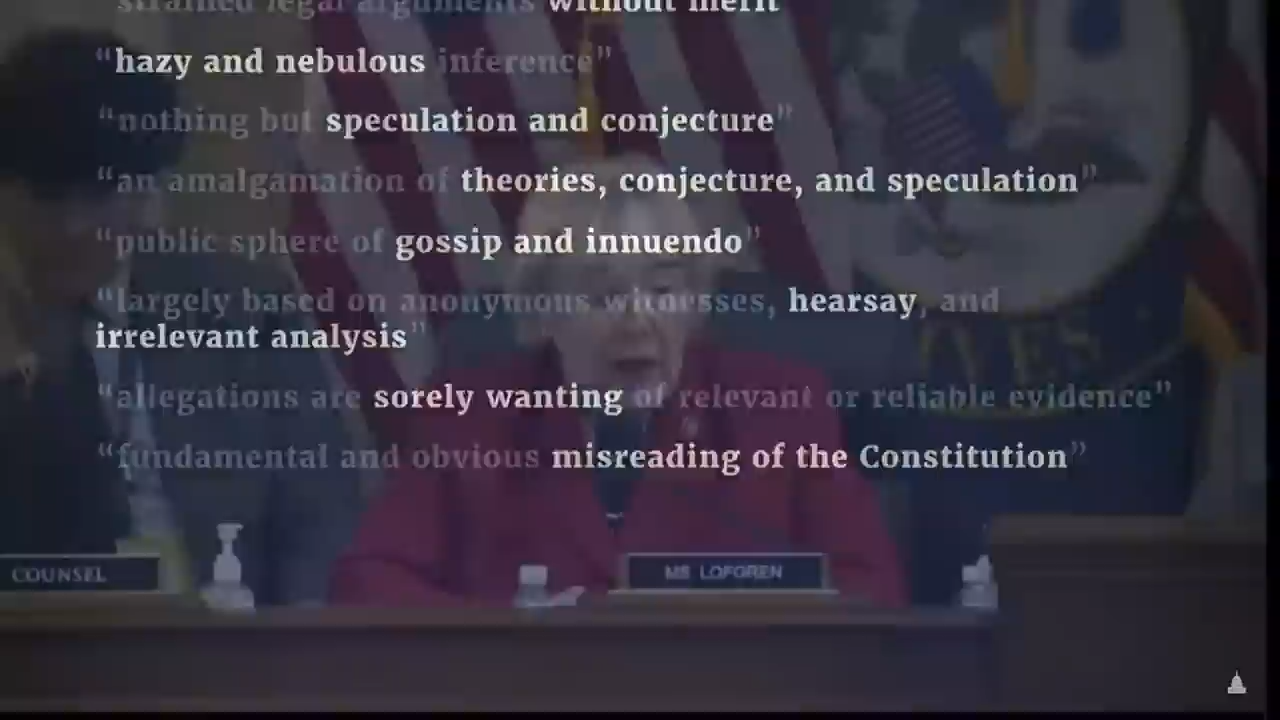 "strained legal arguments without merit"
"hazy and nebulous inference"
"nothing but speculation and conjecture"
"an amalgamation of theories, conjecture, and speculation"
"public sphere of gossip and innuendo"
"largely based on anonymous witnesses, hearsay, and
irrelevant analysis"
"allegations are sorely wanting of relevant or reliable evidence"
"fundamental and obvious misreading of the Constitution"
IVES
COUNSEL
MS LOFGREN